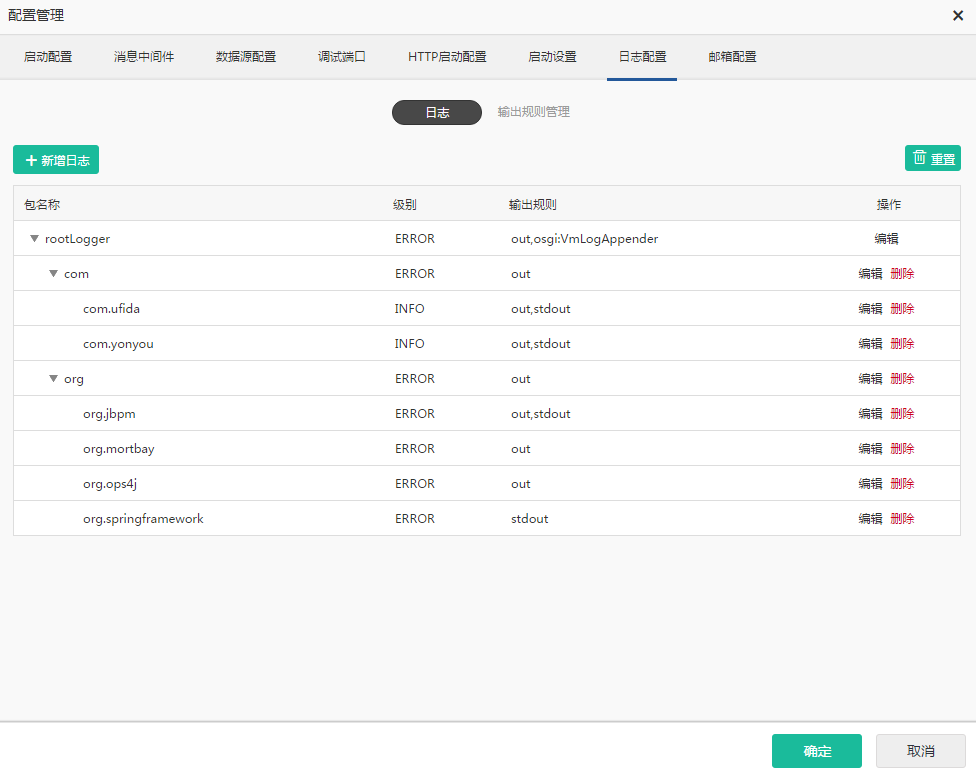 配置管理
启动配置 消息中间件 数据源配置 调试端口 HTTP启动配置 启动设置 日志配置 邮箱配置
日志 输出规则管理
新增日志 重置
包名称 级别 输出规则 操作
rootLogger ERROR out,osgi:VmLogAppender 编辑
com ERROR out 编辑 删除
com.ufida INFO out,stdout 编辑 删除
com.yonyou INFO out,stdout 编辑 删除
org ERROR out 编辑 删除
org.jbpm ERROR out,stdout 编辑 删除
org.mortbay ERROR out 编辑 删除
org.ops4j ERROR out 编辑 删除
org.springframework ERROR stdout 编辑 删除
确定 取消